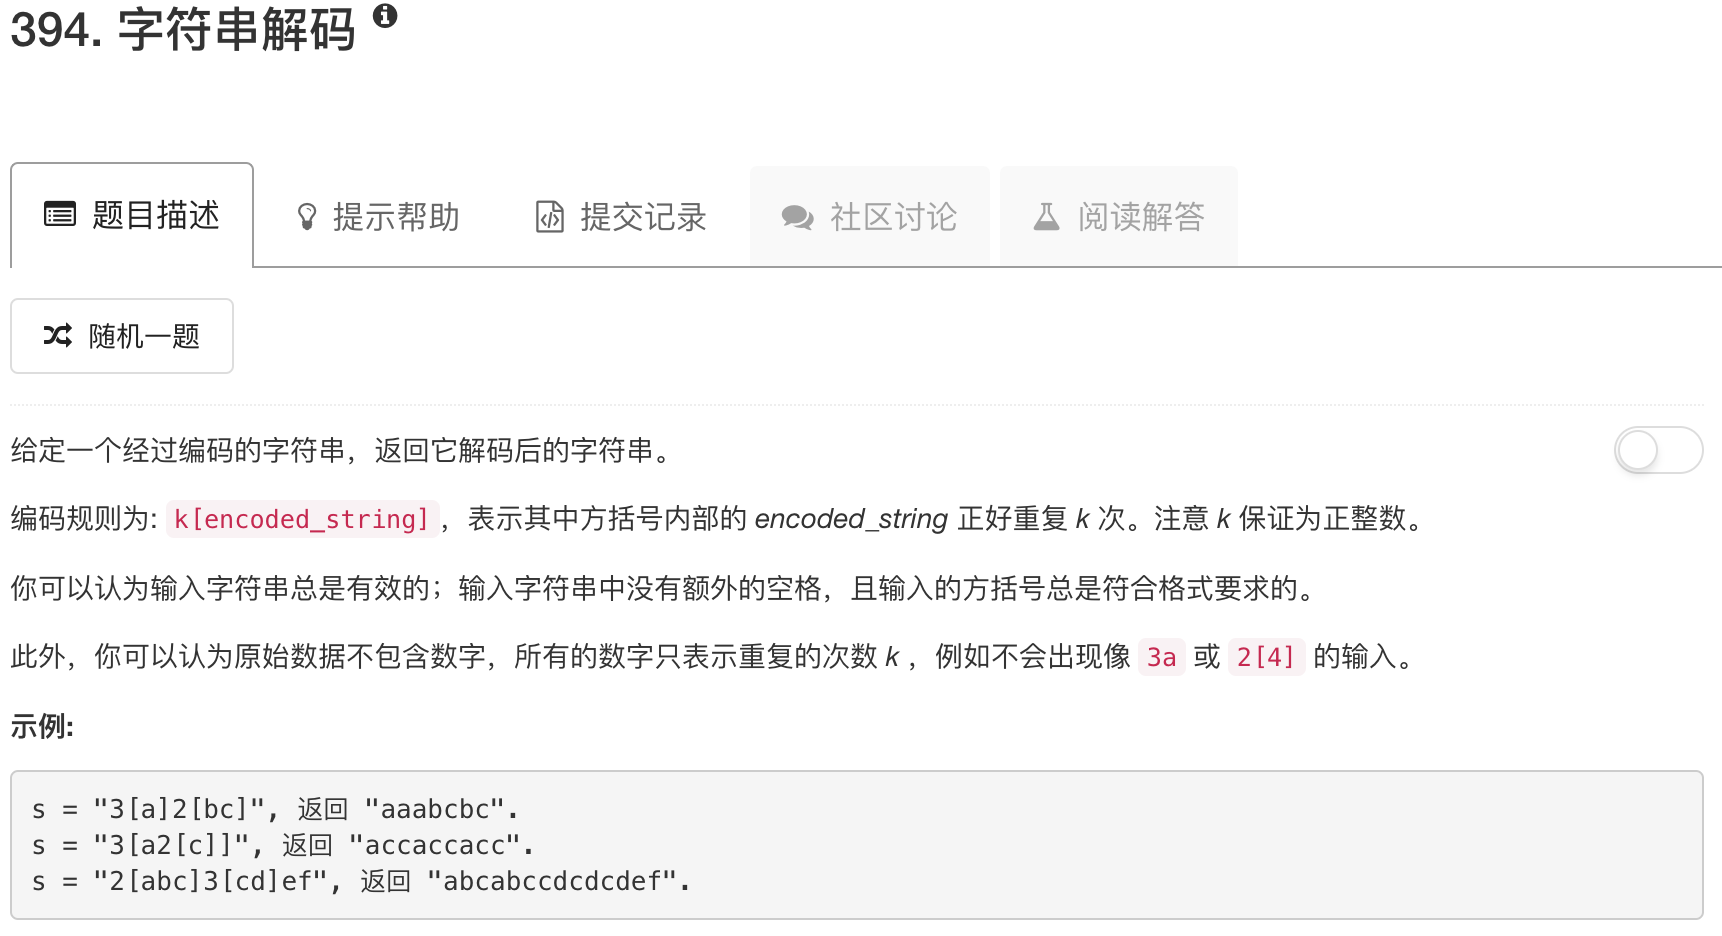 394. 字符串解码
题目描述
提示帮助
提交记录
社区讨论
阅读解答
随机一题
给定一个经过编码的字符串，返回它解码后的字符串。
编码规则为: k[encoded_string]，表示其中方括号内部的 encoded_string 正好重复 k 次。注意 k 保证为正整数。
你可以认为输入字符串总是有效的；输入字符串中没有额外的空格，且输入的方括号总是符合格式要求的。
此外，你可以认为原始数据不包含数字，所有的数字只表示重复的次数 k ，例如不会出现像 3a 或 2[4] 的输入。
示例:
s = "3[a]2[bc]", 返回 "aaabcbc".
s = "3[a2[c]]", 返回 "accaccacc".
s = "2[abc]3[cd]ef", 返回 "abcabccdcdcdef".